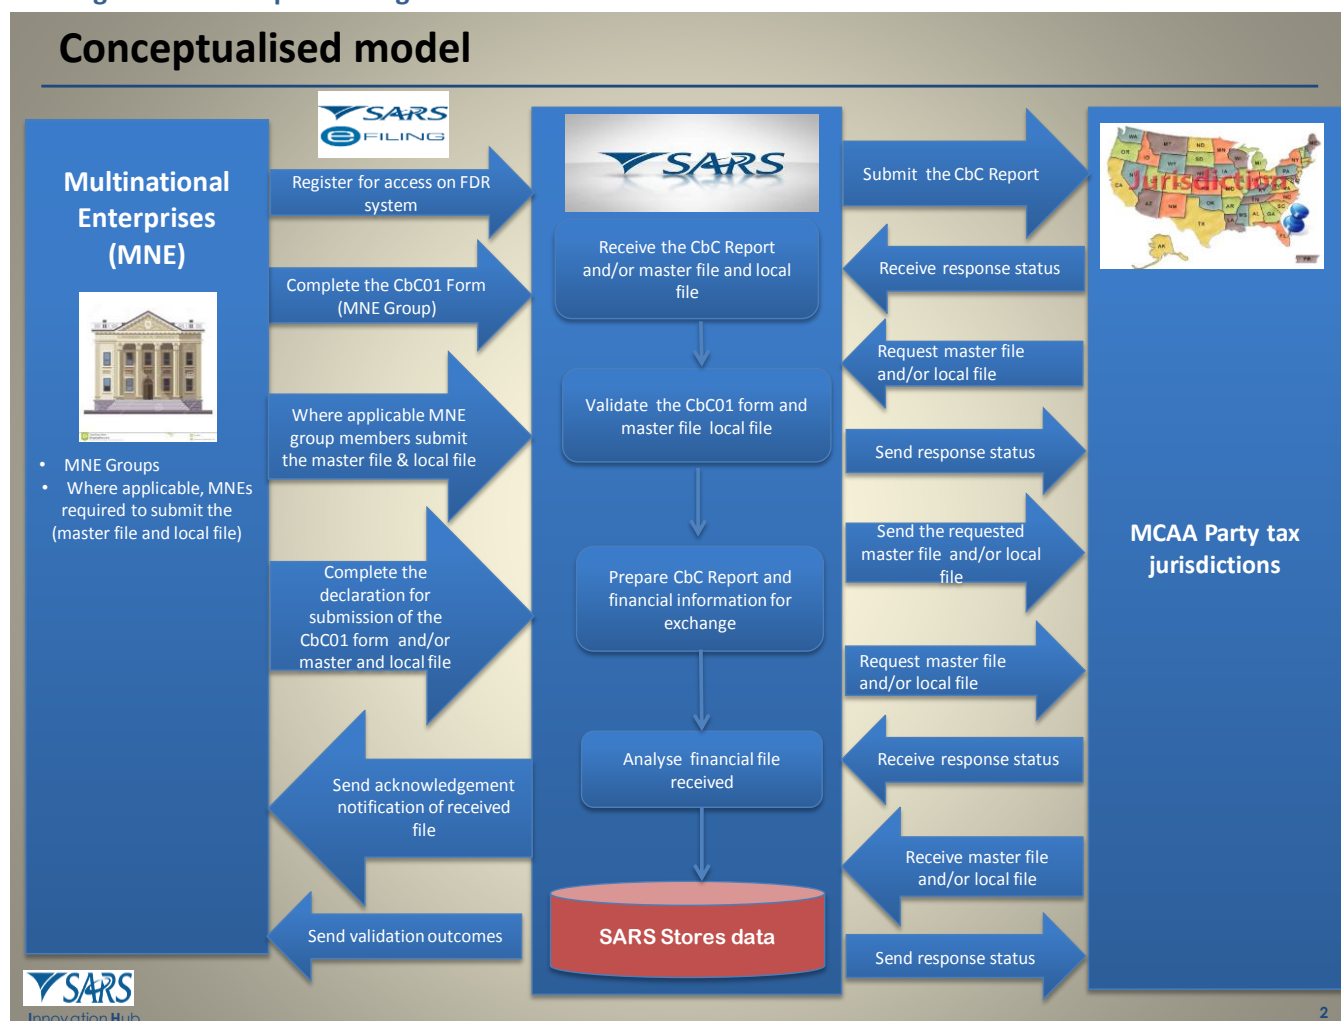 Conceptualised model
SARS
e FILING
Multinational
Enterprises
(MNE)
• MNE Groups
• Where applicable, MNEs
required to submit the
(master file and local file)
Register for access on FDR
system
Complete the CbC01 Form
(MNE Group)
Where applicable MNE
group members submit
the master file & local file
Complete the
declaration for
submission of the
CbC01 form and/or
master and local file
Send acknowledgement
notification of received
file
Send validation outcomes
SARS
Receive the CbC Report
and/or master file and local
file
Validate the CbC01 form and
master file local file
Prepare CbC Report and
financial information for
exchange
Analyse financial file
received
SARS Stores data
Submit the CbC Report
Receive response status
Request master file
and/or local file
Send response status
Send the requested
master file and/or local
file
Request master file
and/or local file
Receive response status
Receive master file
and/or local file
Send response status
Jurisdiction
MCAA Party tax
jurisdictions
SARS
Innovation Hub
2